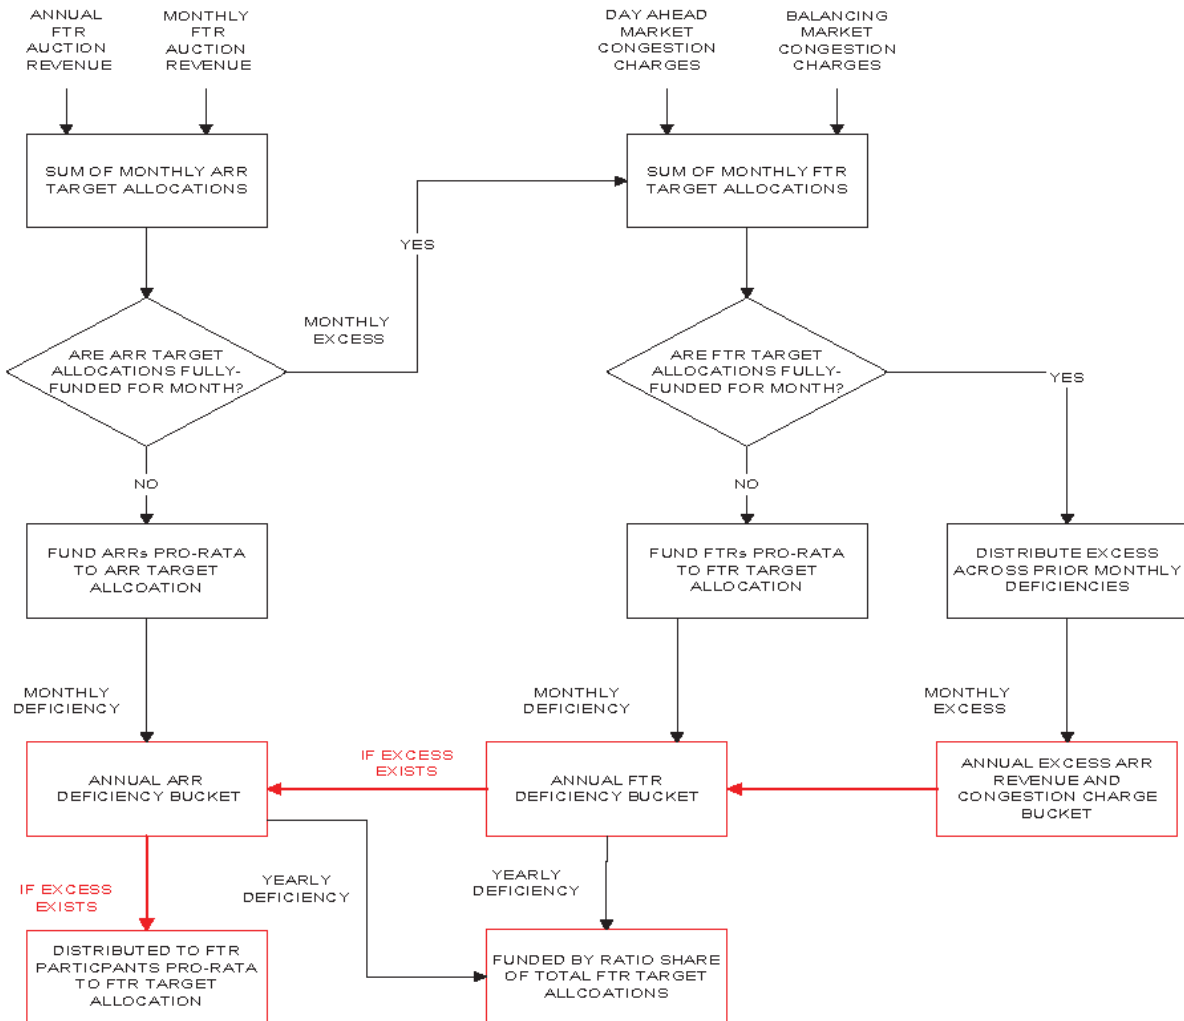 ANNUAL
FTR
AUCTION
REVENUE
MONTHLY
FTR
AUCTION
REVENUE
DAY AHEAD
MARKET
CONGESTION
CHARGES
BALANCING
MARKET
CONGESTION
CHARGES
SUM OF MONTHLY ARR
TARGET ALLOCATIONS
SUM OF MONTHLY FTR
TARGET ALLOCATIONS
YES
MONTHLY
EXCESS
ARE ARR TARGET
ALLOCATIONS FULLY-
FUNDED FOR MONTH?
ARE FTR TARGET
ALLOCATIONS FULLY-
FUNDED FOR MONTH?
YES
NO
NO
FUND ARRs PRO-RATA
TO ARR TARGET
ALLCOATION
FUND FTRs PRO-RATA
TO FTR TARGET
ALLOCATION
DISTRIBUTE EXCESS
ACROSS PRIOR MONTHLY
DEFICIENCIES
MONTHLY
DEFICIENCY
MONTHLY
DEFICIENCY
MONTHLY
EXCESS
ANNUAL ARR
DEFICIENCY BUCKET
IF EXCESS
EXISTS
ANNUAL FTR
DEFICIENCY BUCKET
ANNUAL EXCESS ARR
REVENUE AND
CONGESTION CHARGE
BUCKET
IF EXCESS
EXISTS
YEARLY
DEFICIENCY
YEARLY
DEFICIENCY
DISTRIBUTED TO FTR
PARTICPANTS PRO-RATA
TO FTR TARGET
ALLOCATION
FUNDED BY RATIO SHARE
OF TOTAL FTR TARGET
ALLCOATIONS